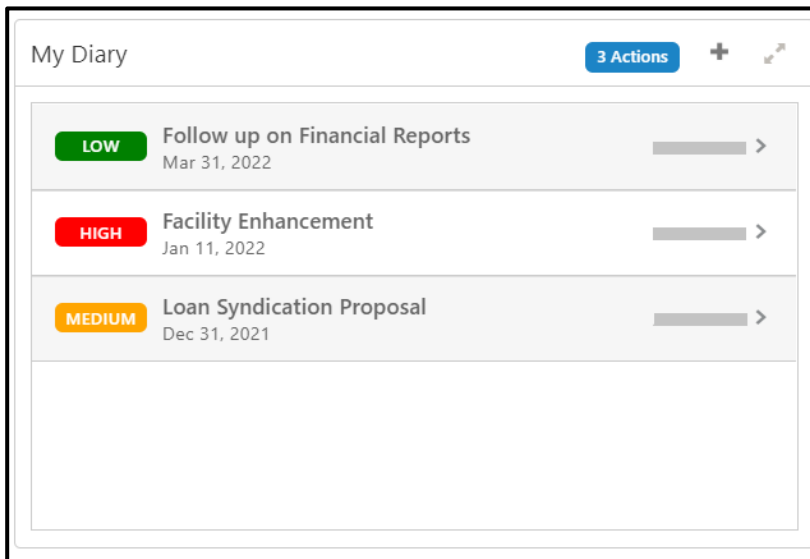 My Diary
3 Actions
LOW
Follow up on Financial Reports
Mar 31, 2022
HIGH
Facility Enhancement
Jan 11, 2022
MEDIUM
Loan Syndication Proposal
Dec 31, 2021